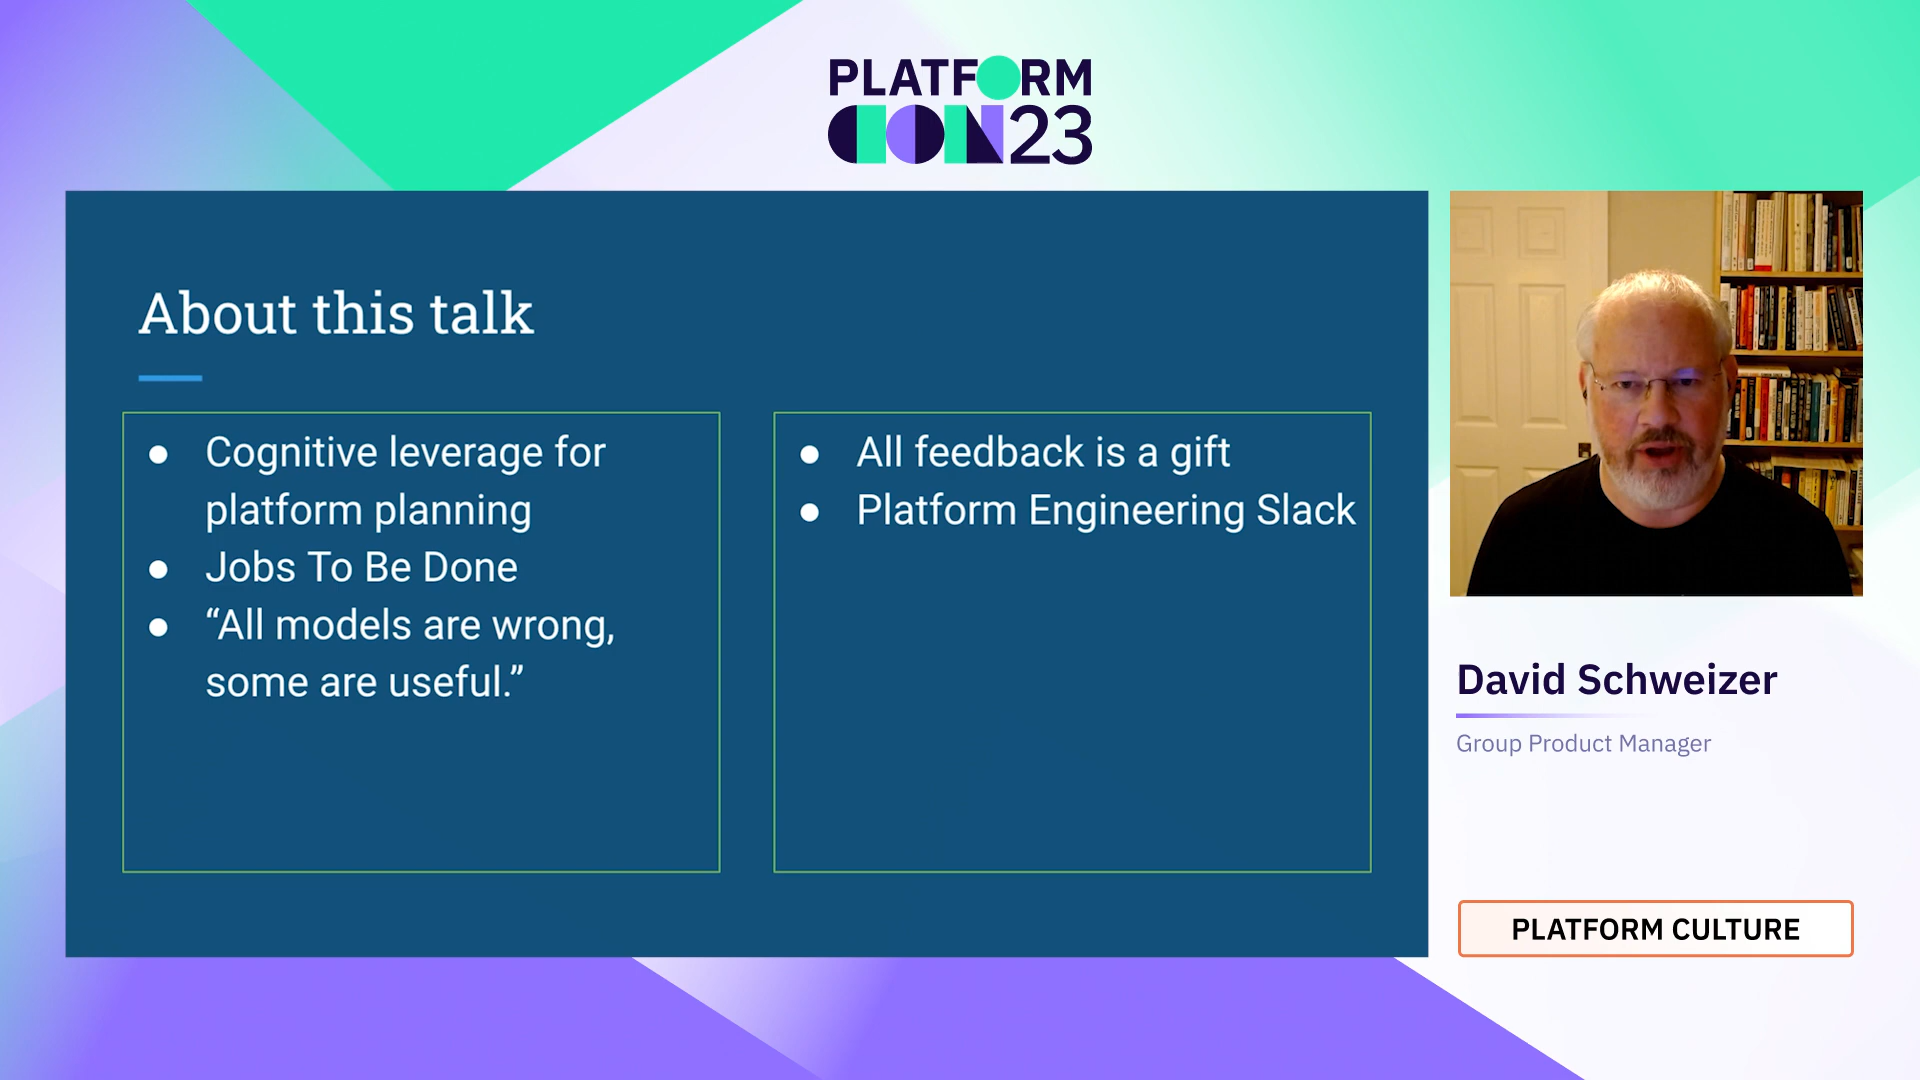 PLATFORM
CON23
About this talk
● Cognitive leverage for
platform planning
● Jobs To Be Done
● “All models are wrong,
some are useful.”
● All feedback is a gift
● Platform Engineering Slack
David Schweizer
Group Product Manager
PLATFORM CULTURE